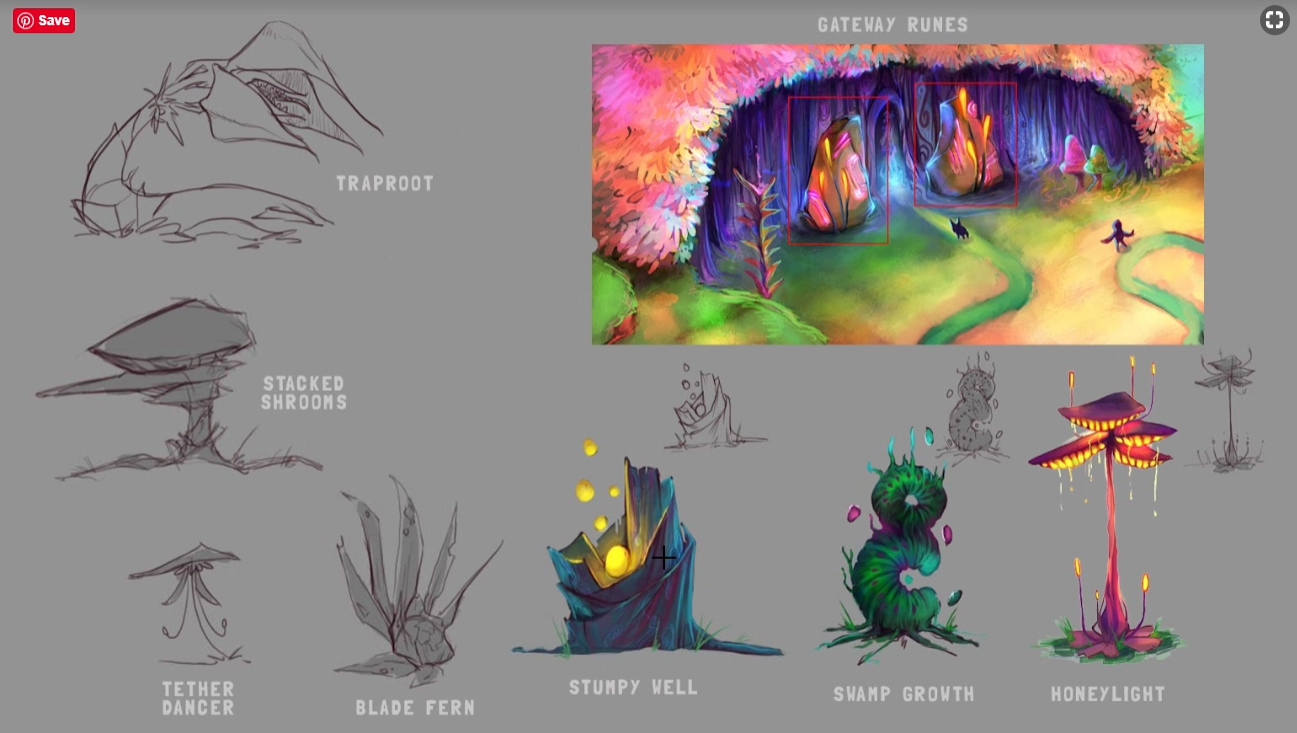 Save
GATEWAY RUNES
TRAPROOT
STACKED
SHROOMS
TETHER
DANCER
BLADE FERN
STUMPY WELL
SWAMP GROWTH
HONEYLIGHT